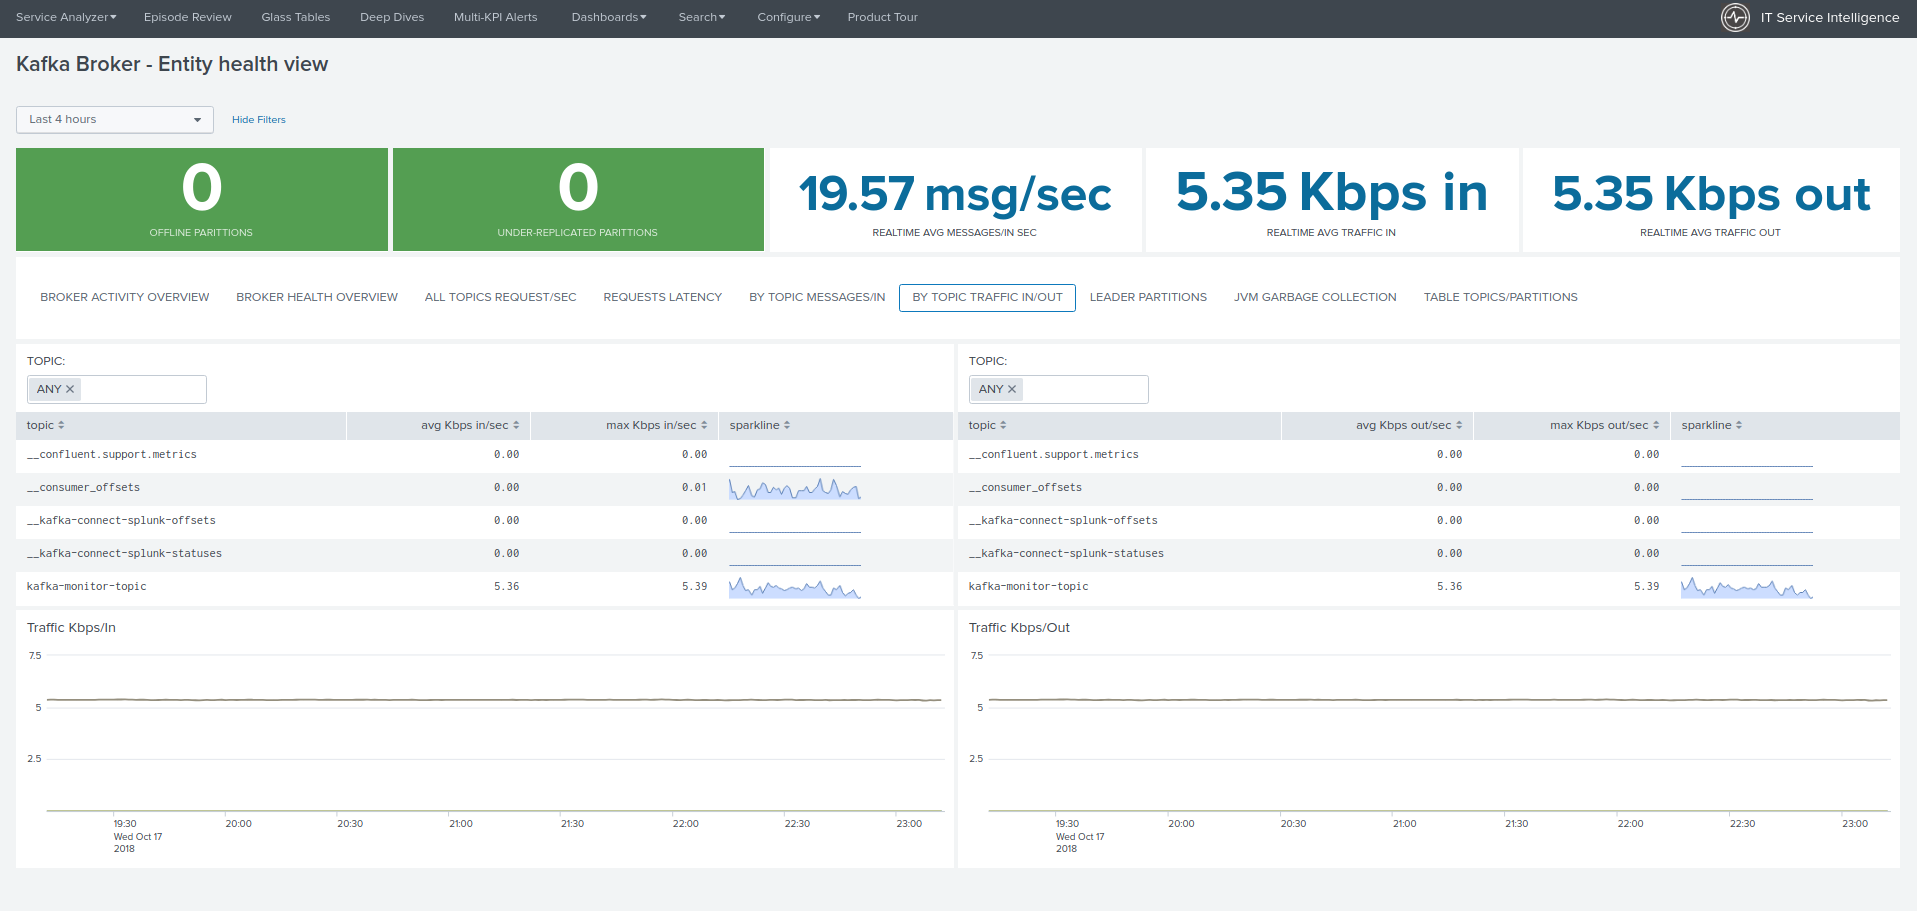 Service Analyzer Episode Review Glass Tables Deep Dives Multi-KPI Alerts Dashboards Search Configure Product Tour IT Service Intelligence
Kafka Broker - Entity health view
Last 4 hours Hide Filters
0 0 19.57 msg/sec 5.35 Kbps in 5.35 Kbps out
OFFLINE PARITTIONS UNDER-REPLICATED PARITTIONS REALTIME AVG MESSAGES/IN SEC REALTIME AVG TRAFFIC IN REALTIME AVG TRAFFIC OUT
BROKER ACTIVITY OVERVIEW BROKER HEALTH OVERVIEW ALL TOPICS REQUEST/SEC REQUESTS LATENCY BY TOPIC MESSAGES/IN BY TOPIC TRAFFIC IN/OUT LEADER PARTITIONS JVM GARBAGE COLLECTION TABLE TOPICS/PARTITIONS
TOPIC:
ANY ✕
topic avg Kbps in/sec max Kbps in/sec sparkline
__confluent.support.metrics 0.00 0.00
__consumer_offsets 0.00 0.01
__kafka-connect-splunk-offsets 0.00 0.00
__kafka-connect-splunk-statuses 0.00 0.00
kafka-monitor-topic 5.36 5.39
TOPIC:
ANY ✕
topic avg Kbps out/sec max Kbps out/sec sparkline
__confluent.support.metrics 0.00 0.00
__consumer_offsets 0.00 0.00
__kafka-connect-splunk-offsets 0.00 0.00
__kafka-connect-splunk-statuses 0.00 0.00
kafka-monitor-topic 5.36 5.39
Traffic Kbps/In
7.5
5
2.5
19:30 20:00 20:30 21:00 21:30 22:00 22:30 23:00
Wed Oct 17
2018
Traffic Kbps/Out
7.5
5
2.5
19:30 20:00 20:30 21:00 21:30 22:00 22:30 23:00
Wed Oct 17
2018